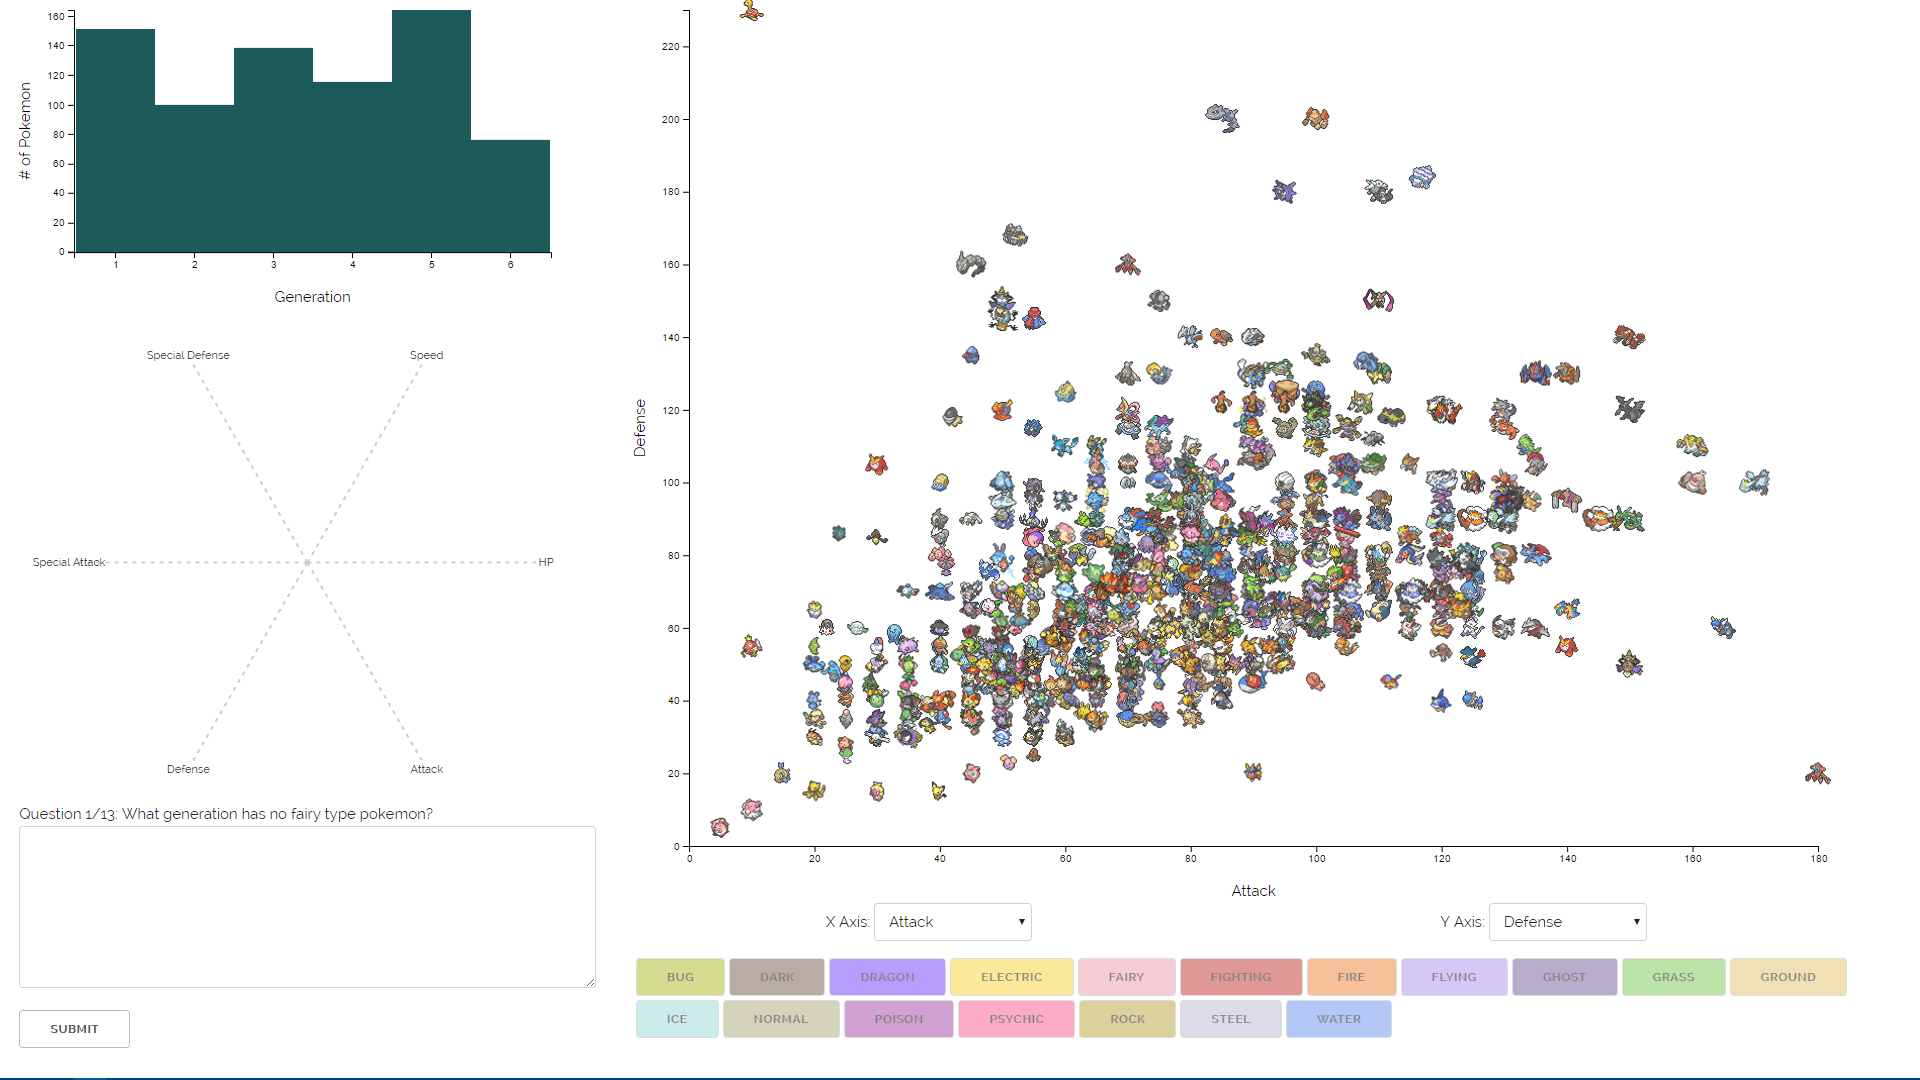 160
140
120
100
80
60
40
20
0
# of Pokemon
1 2 3 4 5 6
Generation
Special Defense
Speed
Special Attack
HP
Defense
Attack
Question 1/13: What generation has no fairy type pokemon?
SUBMIT
220
200
180
160
140
120
100
80
60
40
20
0
Defense
0 20 40 60 80 100 120 140 160 180
Attack
X Axis: Attack
Y Axis: Defense
BUG DARK DRAGON ELECTRIC FAIRY FIGHTING FIRE FLYING GHOST GRASS GROUND
ICE NORMAL POISON PSYCHIC ROCK STEEL WATER